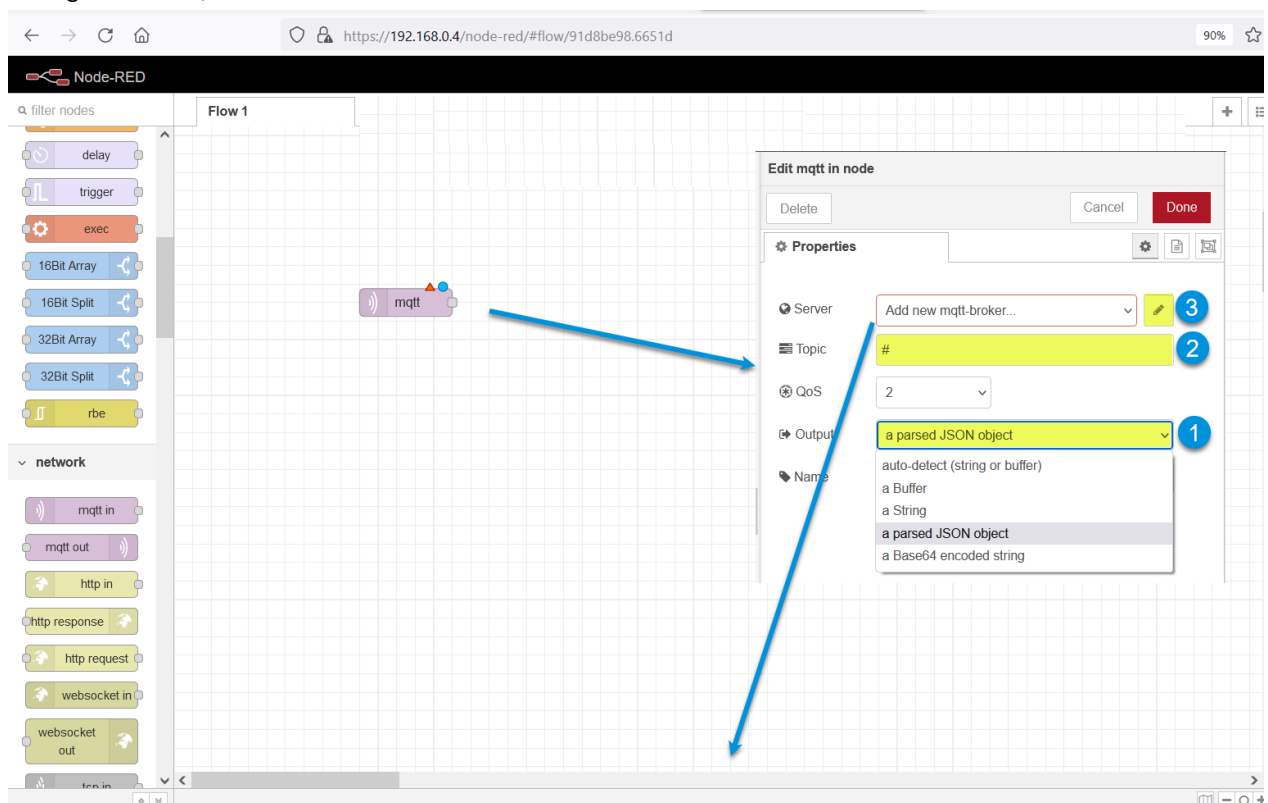 https://192.168.0.4/node-red/#flow/91d8be98.6651d
90%
Node-RED
filter nodes
Flow 1
delay
trigger
exec
16Bit Array
16Bit Split
32Bit Array
32Bit Split
rbe
network
mqtt in
mqtt out
http in
http response
http request
websocket in
websocket
out
tcp in
mqtt
Edit mqtt in node
Delete
Cancel
Done
Properties
Server
Add new mqtt-broker...
3
Topic
#
2
QoS
2
Output
a parsed JSON object
1
auto-detect (string or buffer)
Name
a Buffer
a String
a parsed JSON object
a Base64 encoded string